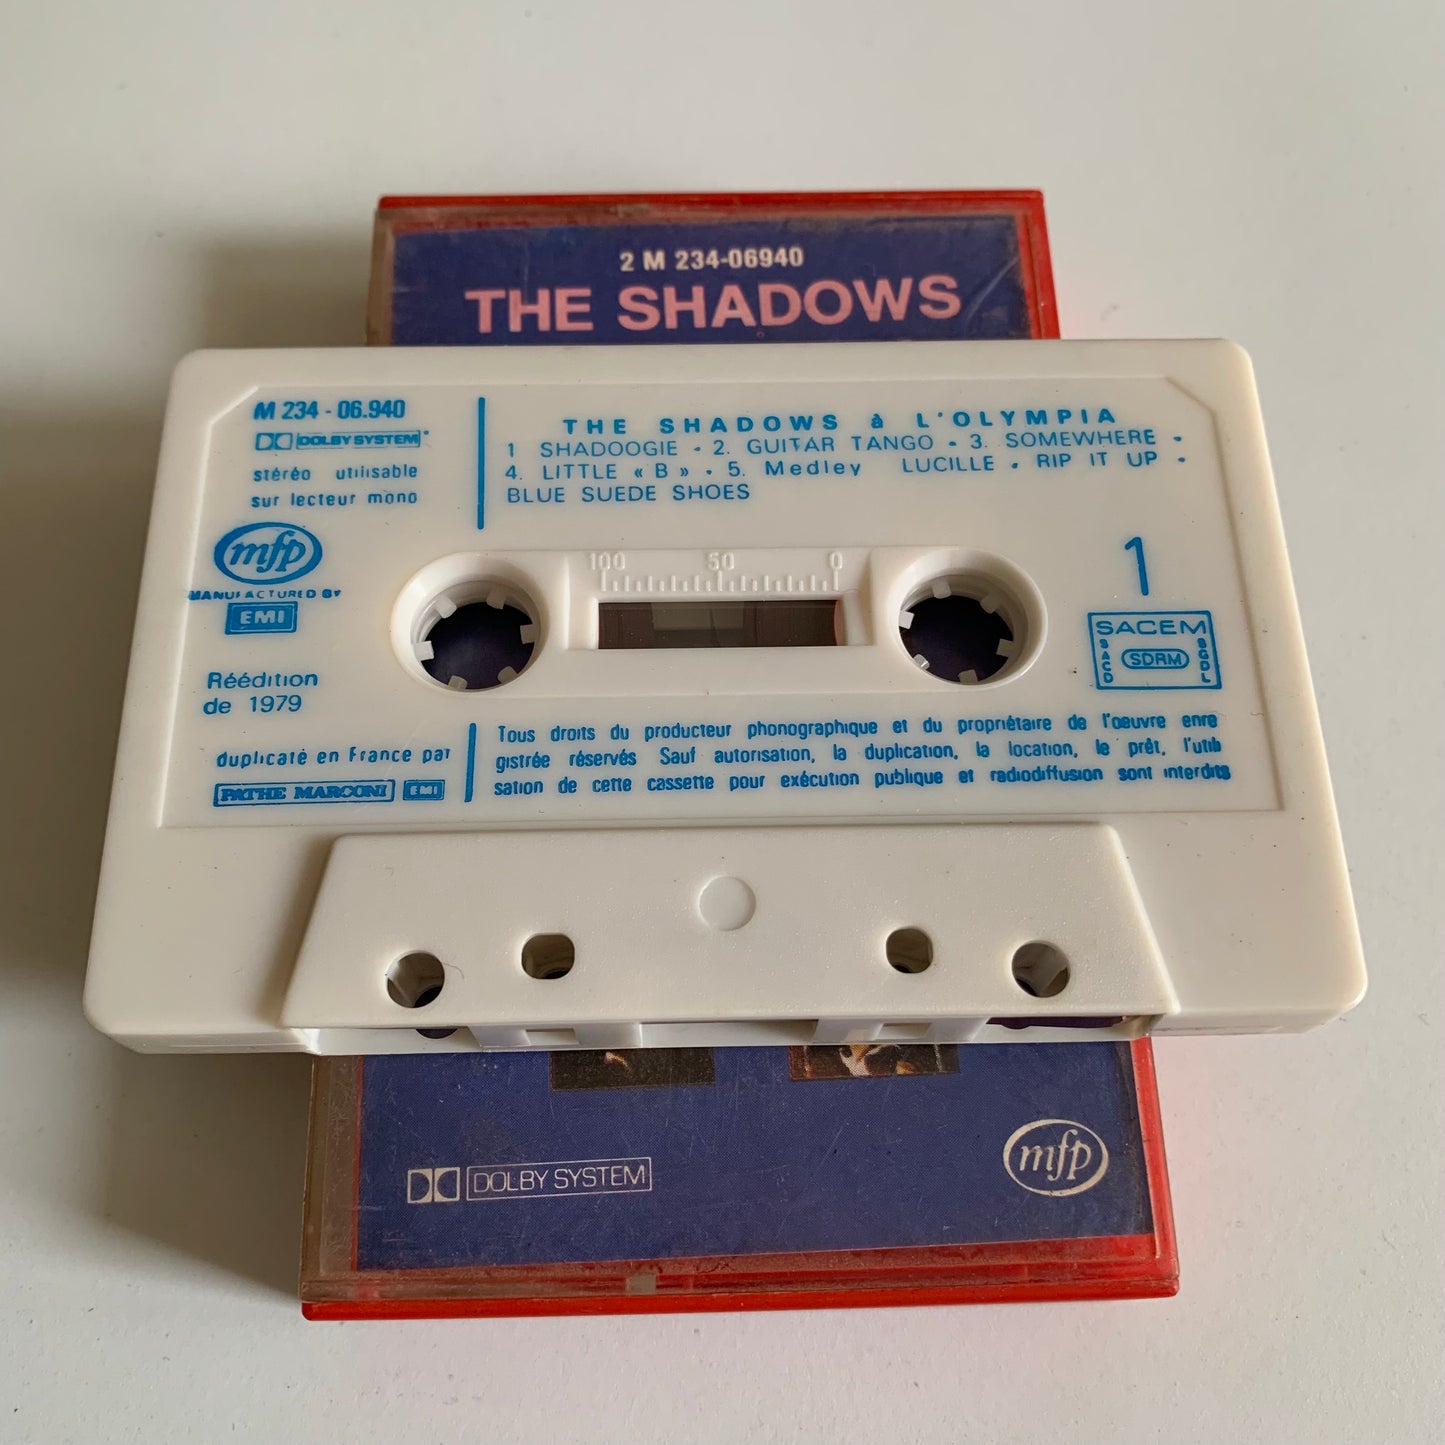 2 M 234-06940
THE SHADOWS
M 234 - 06.940
DOLBY SYSTEM
stéréo utilisable
sur lecteur mono
mfp
MANUFACTURED BY
EMI
Réédition
de 1979
duplicaté en France par
PATHE MARCONI EMI
THE SHADOWS à L'OLYMPIA
1 SHADOOGIE • 2. GUITAR TANGO • 3. SOMEWHERE •
4. LITTLE « B » • 5. Medley LUCILLE • RIP IT UP •
BLUE SUEDE SHOES
100 50 0
1
SACEM
SACD SDRM SGDL
Tous droits du producteur phonographique et du propriétaire de l'œuvre enre
gistrée réservés Sauf autorisation, la duplication, la location, le prêt, l'utili
sation de cette cassette pour exécution publique et radiodiffusion sont interdits
DOLBY SYSTEM
mfp